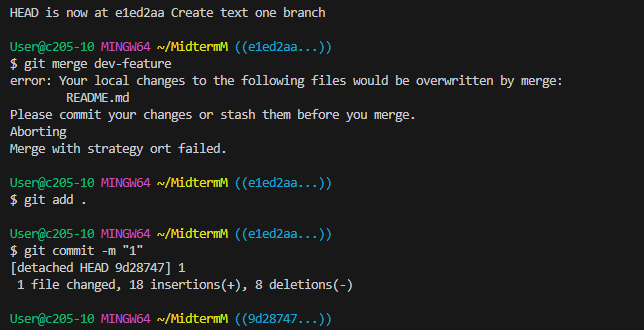 HEAD is now at e1ed2aa Create text one branch
User@c205-10 MINGW64 ~/MidtermM ((e1ed2aa...))
$ git merge dev-feature
error: Your local changes to the following files would be overwritten by merge:
        README.md
Please commit your changes or stash them before you merge.
Aborting
Merge with strategy ort failed.
User@c205-10 MINGW64 ~/MidtermM ((e1ed2aa...))
$ git add .
User@c205-10 MINGW64 ~/MidtermM ((e1ed2aa...))
$ git commit -m "1"
[detached HEAD 9d28747] 1
 1 file changed, 18 insertions(+), 8 deletions(-)
User@c205-10 MINGW64 ~/MidtermM ((9d28747...))